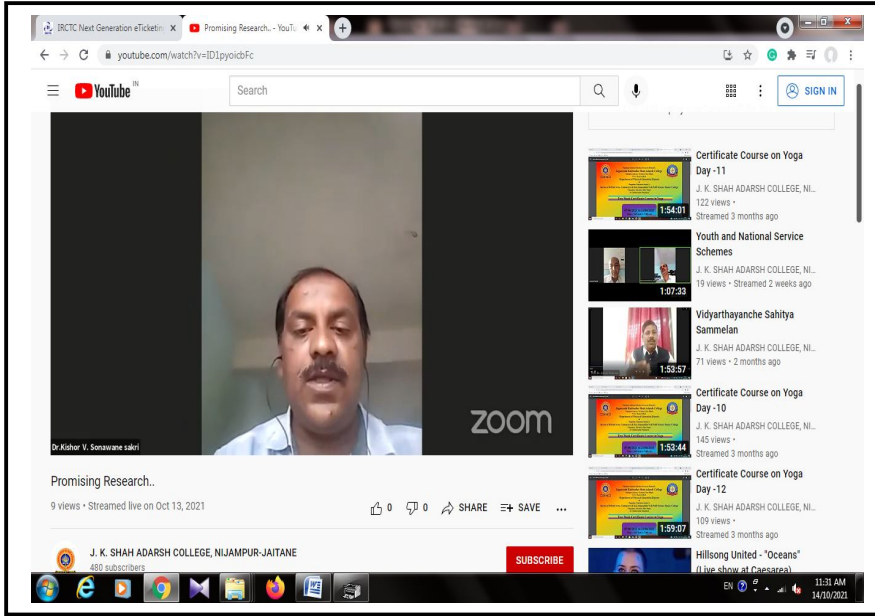 IRCTC Next Generation eTicketin
Promising Research.. - YouTu
youtube.com/watch?v=ID1pyoicbFc
YouTube IN
Search
SIGN IN
zoom
Dr.Kishor V. Sonawane sakri
Promising Research..
9 views • Streamed live on Oct 13, 2021
0 0 SHARE SAVE ...
J. K. SHAH ADARSH COLLEGE, NIJAMPUR-JAITANE
480 subscribers
SUBSCRIBE
Certificate Course on Yoga
Day -11
J. K. SHAH ADARSH COLLEGE, NI...
122 views •
Streamed 3 months ago
1:54:01
Youth and National Service
Schemes
J. K. SHAH ADARSH COLLEGE, NI...
19 views • Streamed 2 weeks ago
1:07:33
Vidyarthayanche Sahitya
Sammelan
J. K. SHAH ADARSH COLLEGE, NI...
71 views • 2 months ago
1:53:57
Certificate Course on Yoga
Day -10
J. K. SHAH ADARSH COLLEGE, NI...
145 views •
Streamed 3 months ago
1:53:44
Certificate Course on Yoga
Day -12
J. K. SHAH ADARSH COLLEGE, NI...
109 views •
Streamed 3 months ago
1:59:07
Hillsong United - "Oceans"
(Live show at Caesarea)
EN
11:31 AM
14/10/2021